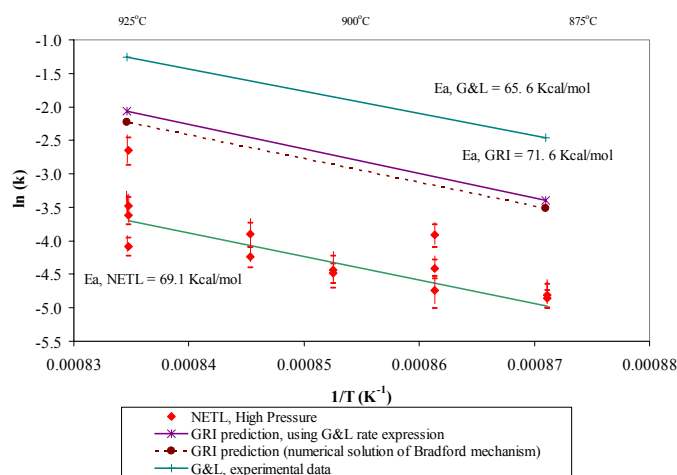 925°C 900°C 875°C
-1.0
-1.5
Ea, G&L = 65. 6 Kcal/mol
-2.0
-2.5
Ea, GRI = 71.6 Kcal/mol
-3.0
ln (k)
-3.5
-4.0
Ea, NETL = 69.1 Kcal/mol
-4.5
-5.0
-5.5
0.00083 0.00084 0.00085 0.00086 0.00087 0.00088
1/T (K⁻¹)
NETL, High Pressure
GRI prediction, using G&L rate expression
GRI prediction (numerical solution of Bradford mechanism)
G&L, experimental data